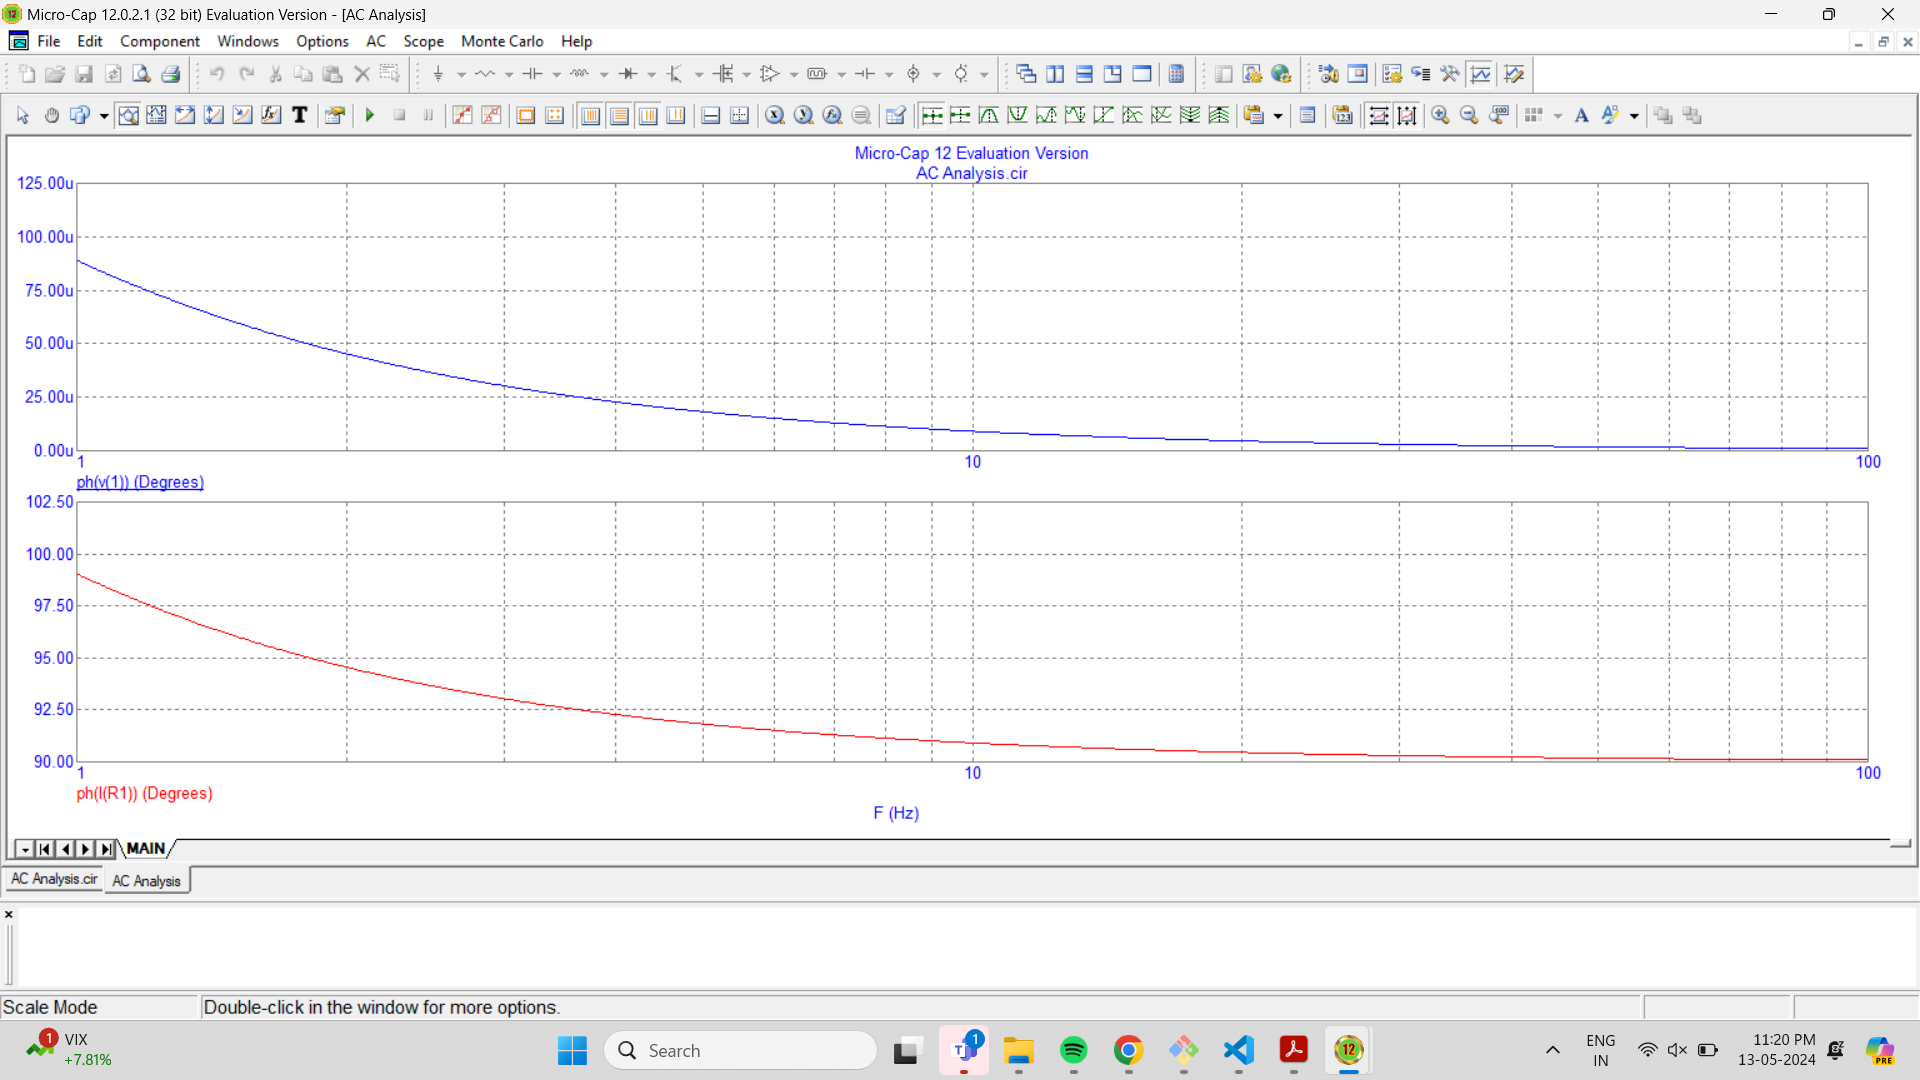 Micro-Cap 12.0.2.1 (32 bit) Evaluation Version - [AC Analysis]
File Edit Component Windows Options AC Scope Monte Carlo Help
Micro-Cap 12 Evaluation Version
AC Analysis.cir
125.00u
100.00u
75.00u
50.00u
25.00u
0.00u
1 10 100
ph(v(1)) (Degrees)
102.50
100.00
97.50
95.00
92.50
90.00
1 10 100
ph(I(R1)) (Degrees)
F (Hz)
MAIN
AC Analysis.cir AC Analysis
Scale Mode Double-click in the window for more options.
1 VIX
+7.81%
Search
1
12
ENG
IN
11:20 PM
13-05-2024
PRE